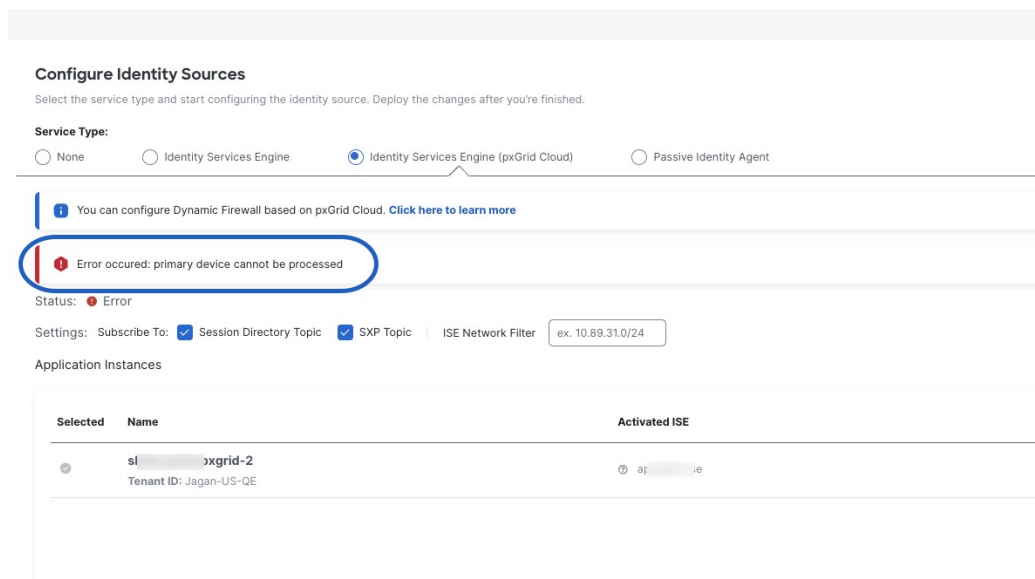 Configure Identity Sources
Select the service type and start configuring the identity source. Deploy the changes after you're finished.
Service Type:
None Identity Services Engine Identity Services Engine (pxGrid Cloud) Passive Identity Agent
You can configure Dynamic Firewall based on pxGrid Cloud. Click here to learn more
Error occured: primary device cannot be processed
Status: Error
Settings: Subscribe To: Session Directory Topic SXP Topic ISE Network Filter ex. 10.89.31.0/24
Application Instances
Selected Name Activated ISE
Tenant ID: Jagan-US-QE